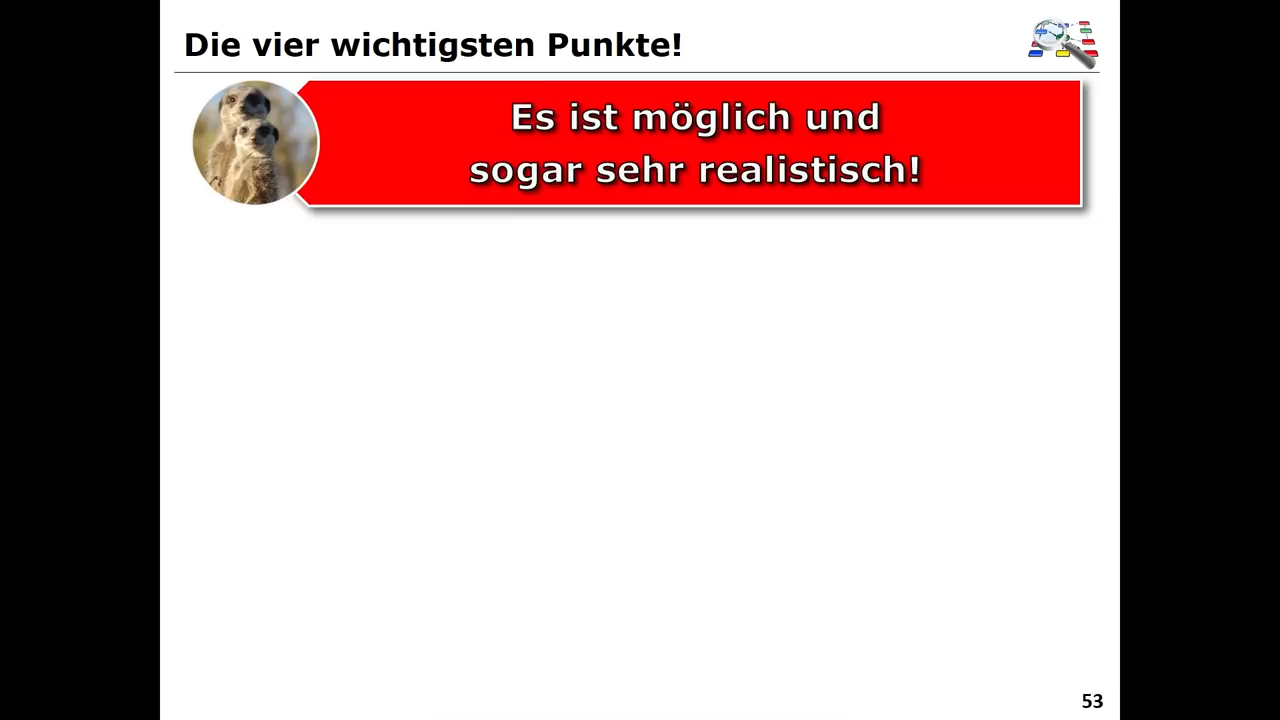 Die vier wichtigsten Punkte!
Es ist möglich und
sogar sehr realistisch!
53